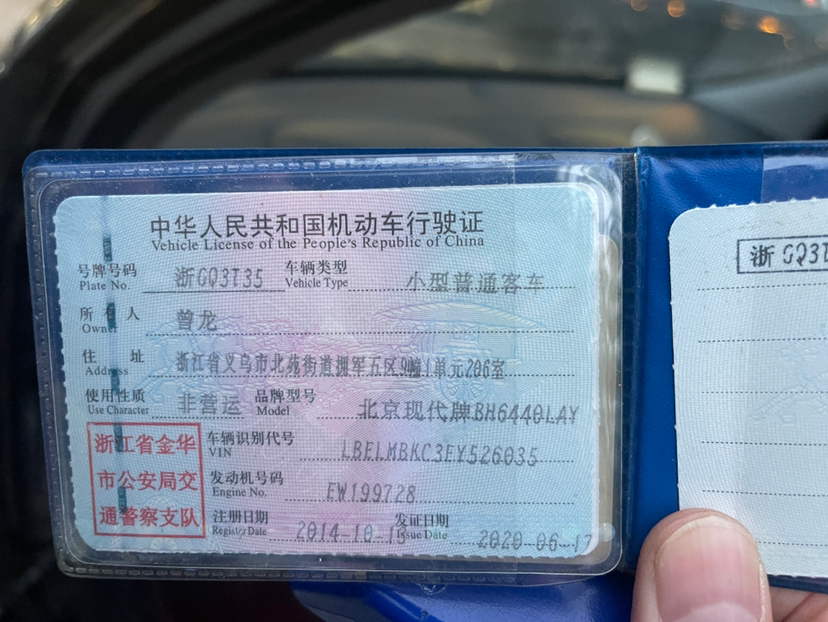 中华人民共和国机动车行驶证
Vehicle License of the People's Republic of China
号牌号码 浙GQ3T35 车辆类型 小型普通客车
Plate No. Vehicle Type
所有人 曾龙
Owner
住址 浙江省义乌市北苑街道拥军五区9幢1单元206室
Address
使用性质 非营运 品牌型号 北京现代牌BH6440LAY
Use Character Model
浙江省金华
市公安局交
通警察支队
车辆识别代号 LBELMBKC3EY526035
VIN
发动机号码 EW199728
Engine No.
注册日期 2014-10-15 发证日期 2020-06-17
Register Date Issue Date
浙GQ3T